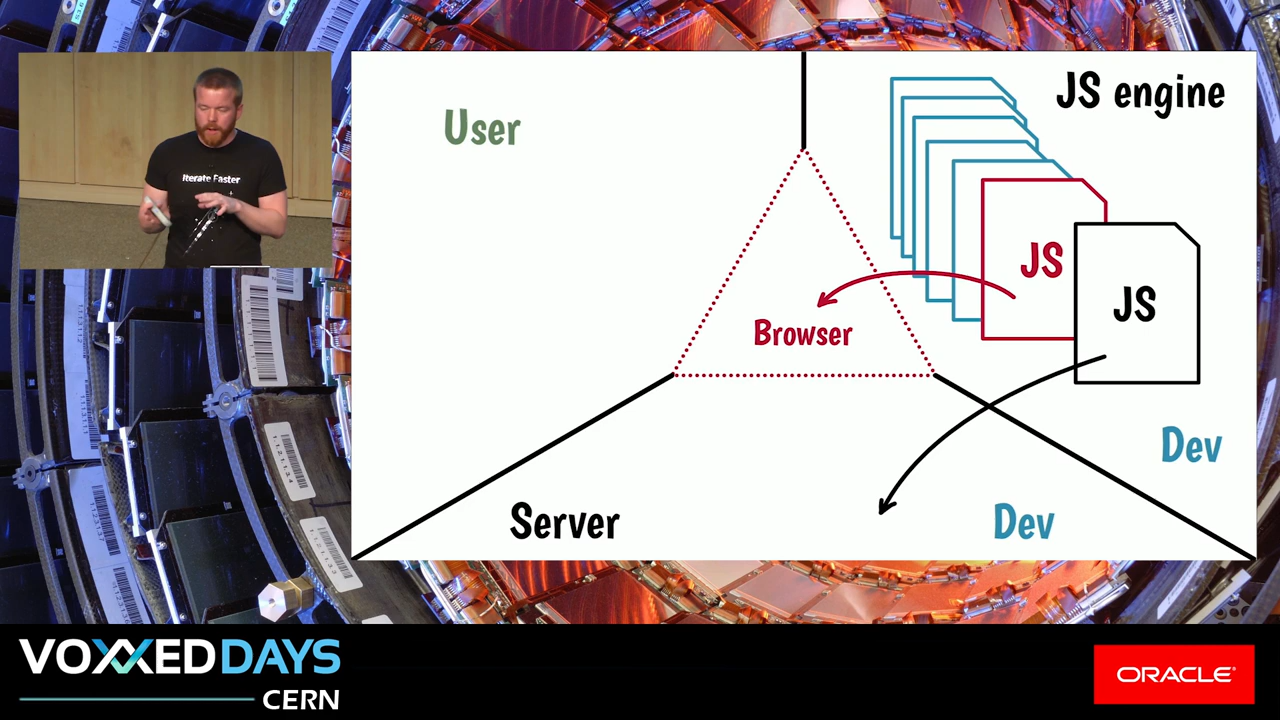 Iterate Faster
User
JS engine
JS
JS
Browser
Dev
Server
Dev
VOXXED DAYS
CERN
ORACLE